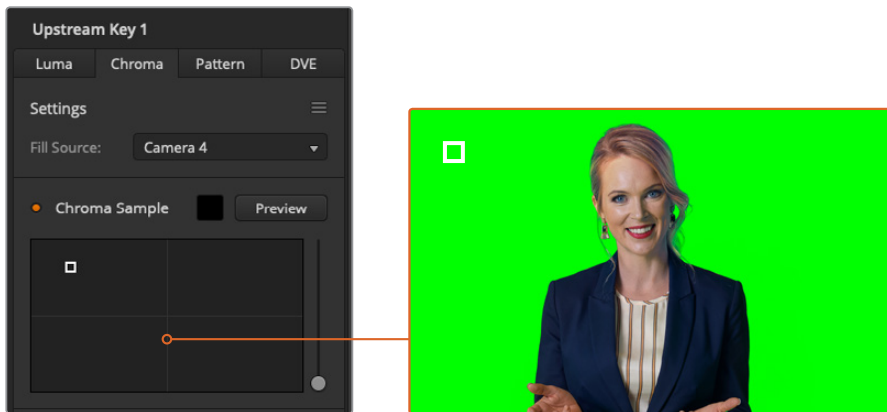 Upstream Key 1
Luma Chroma Pattern DVE
Settings
Fill Source: Camera 4
Chroma Sample Preview